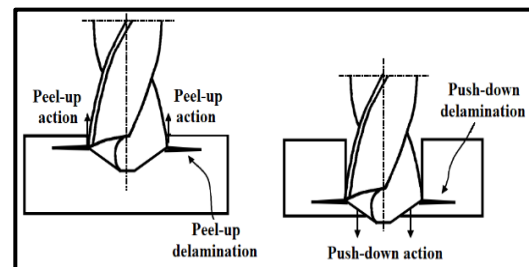 Peel-up
action
Peel-up
action
Peel-up
delamination
Push-down
delamination
Push-down action